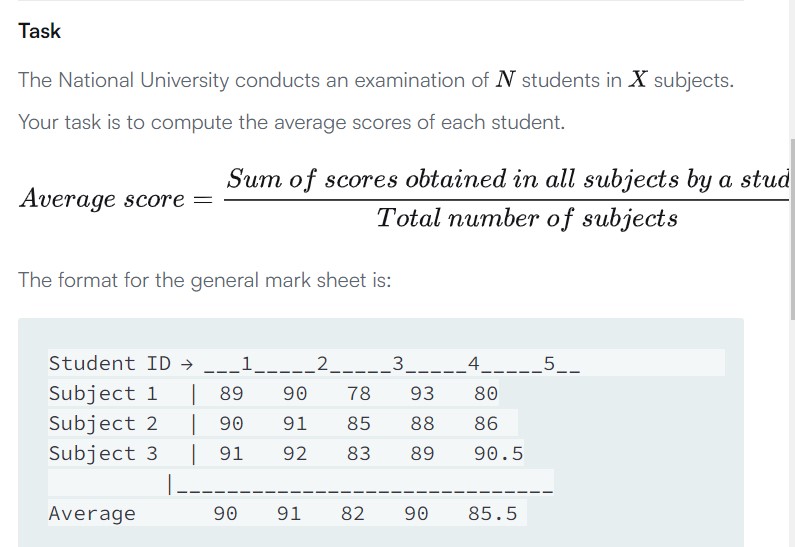 Task
The National University conducts an examination of N students in X subjects.
Your task is to compute the average scores of each student.
Average score = Sum of scores obtained in all subjects by a stud
Total number of subjects
The format for the general mark sheet is:
Student ID → ___1_____2_____3_____4_____5__
Subject 1 | 89 90 78 93 80
Subject 2 | 90 91 85 88 86
Subject 3 | 91 92 83 89 90.5
|______________________________
Average 90 91 82 90 85.5